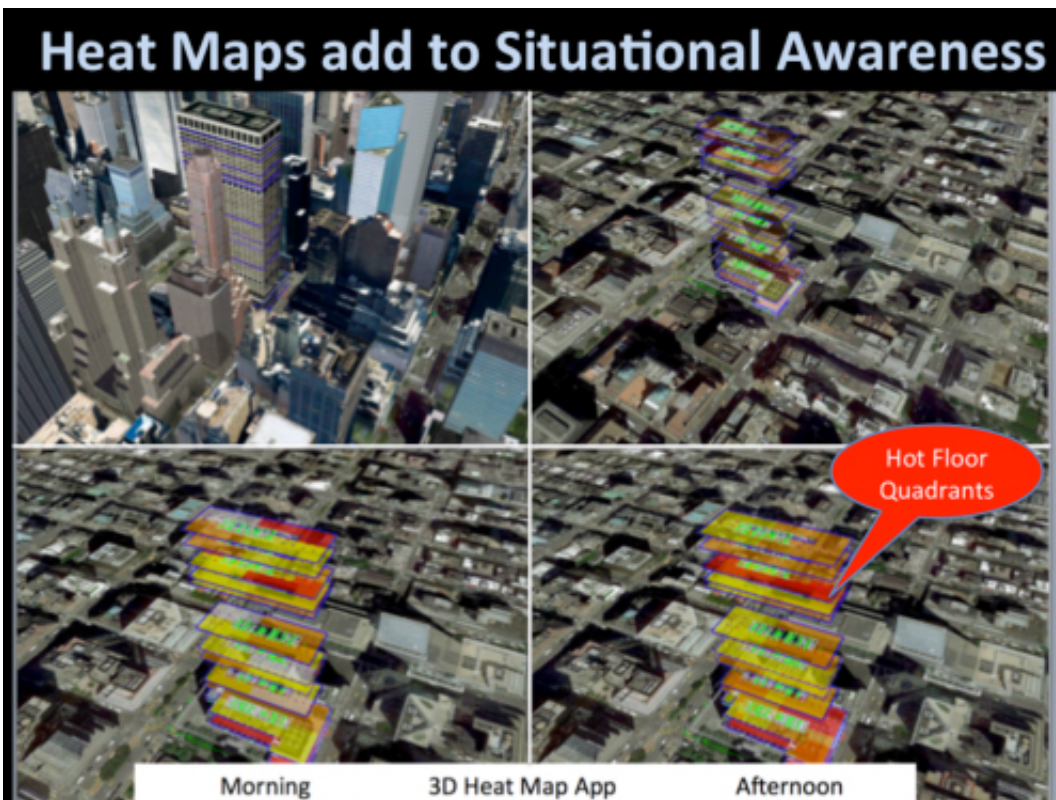 Heat Maps add to Situational Awareness
Hot Floor
Quadrants
Morning 3D Heat Map App Afternoon